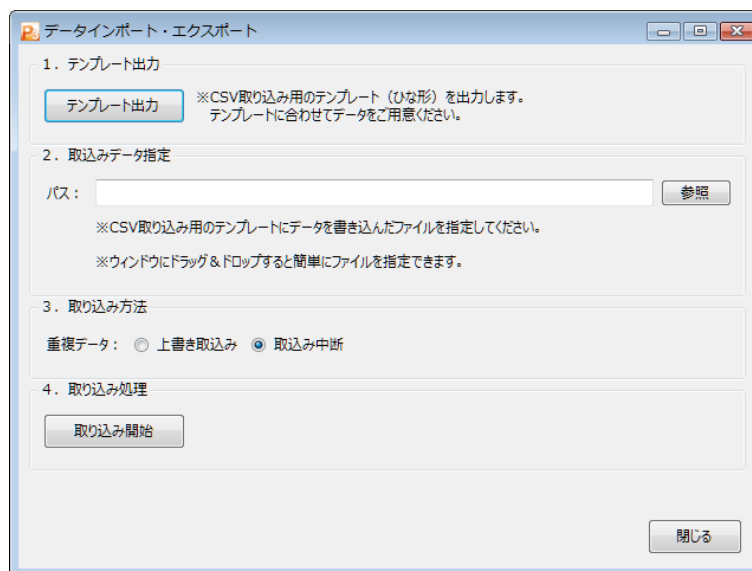 データインポート・エクスポート
1．テンプレート出力
テンプレート出力
※CSV取り込み用のテンプレート（ひな形）を出力します。
テンプレートに合わせてデータをご用意ください。
2．取込みデータ指定
パス：
参照
※CSV取り込み用のテンプレートにデータを書き込んだファイルを指定してください。
※ウィンドウにドラッグ＆ドロップすると簡単にファイルを指定できます。
3．取り込み方法
重複データ： 上書き取込み 取込み中断
4．取り込み処理
取り込み開始
閉じる